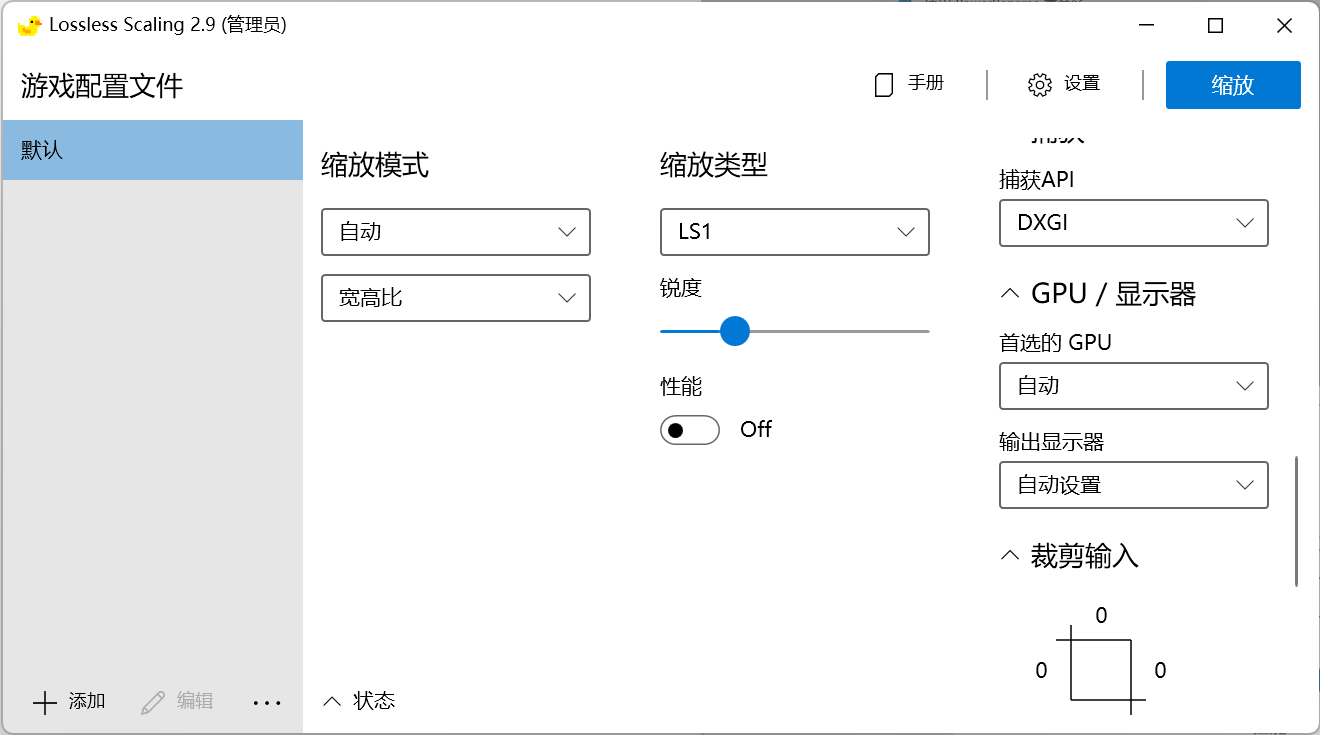 Lossless Scaling 2.9 (管理员)
游戏配置文件
手册
设置
缩放
默认
添加
编辑
缩放模式
自动
宽高比
状态
缩放类型
LS1
锐度
性能
Off
捕获API
DXGI
GPU / 显示器
首选的 GPU
自动
输出显示器
自动设置
裁剪输入
0
0
0